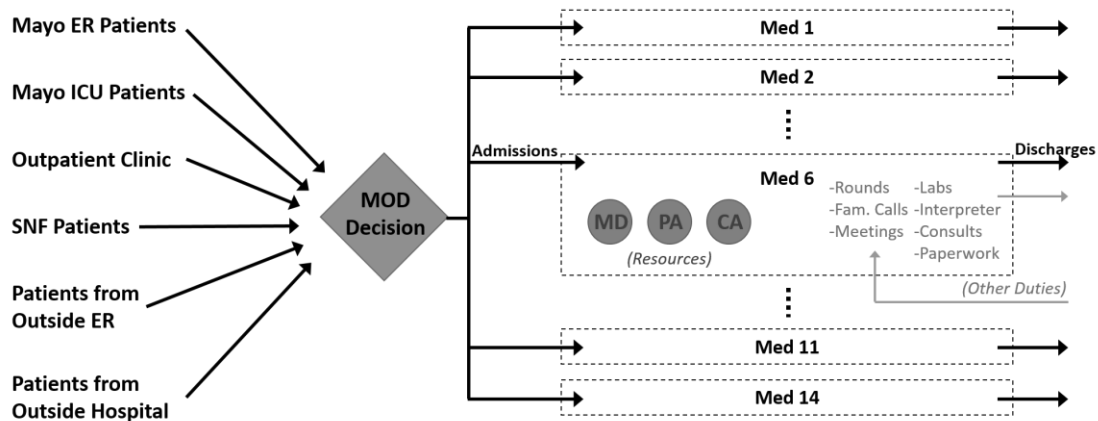 Mayo ER Patients
Mayo ICU Patients
Outpatient Clinic
SNF Patients
Patients from
Outside ER
Patients from
Outside Hospital
MOD
Decision
Admissions
Med 1
Med 2
Med 6
MD
PA
CA
(Resources)
-Rounds
-Fam. Calls
-Meetings
-Labs
-Interpreter
-Consults
-Paperwork
Discharges
(Other Duties)
Med 11
Med 14